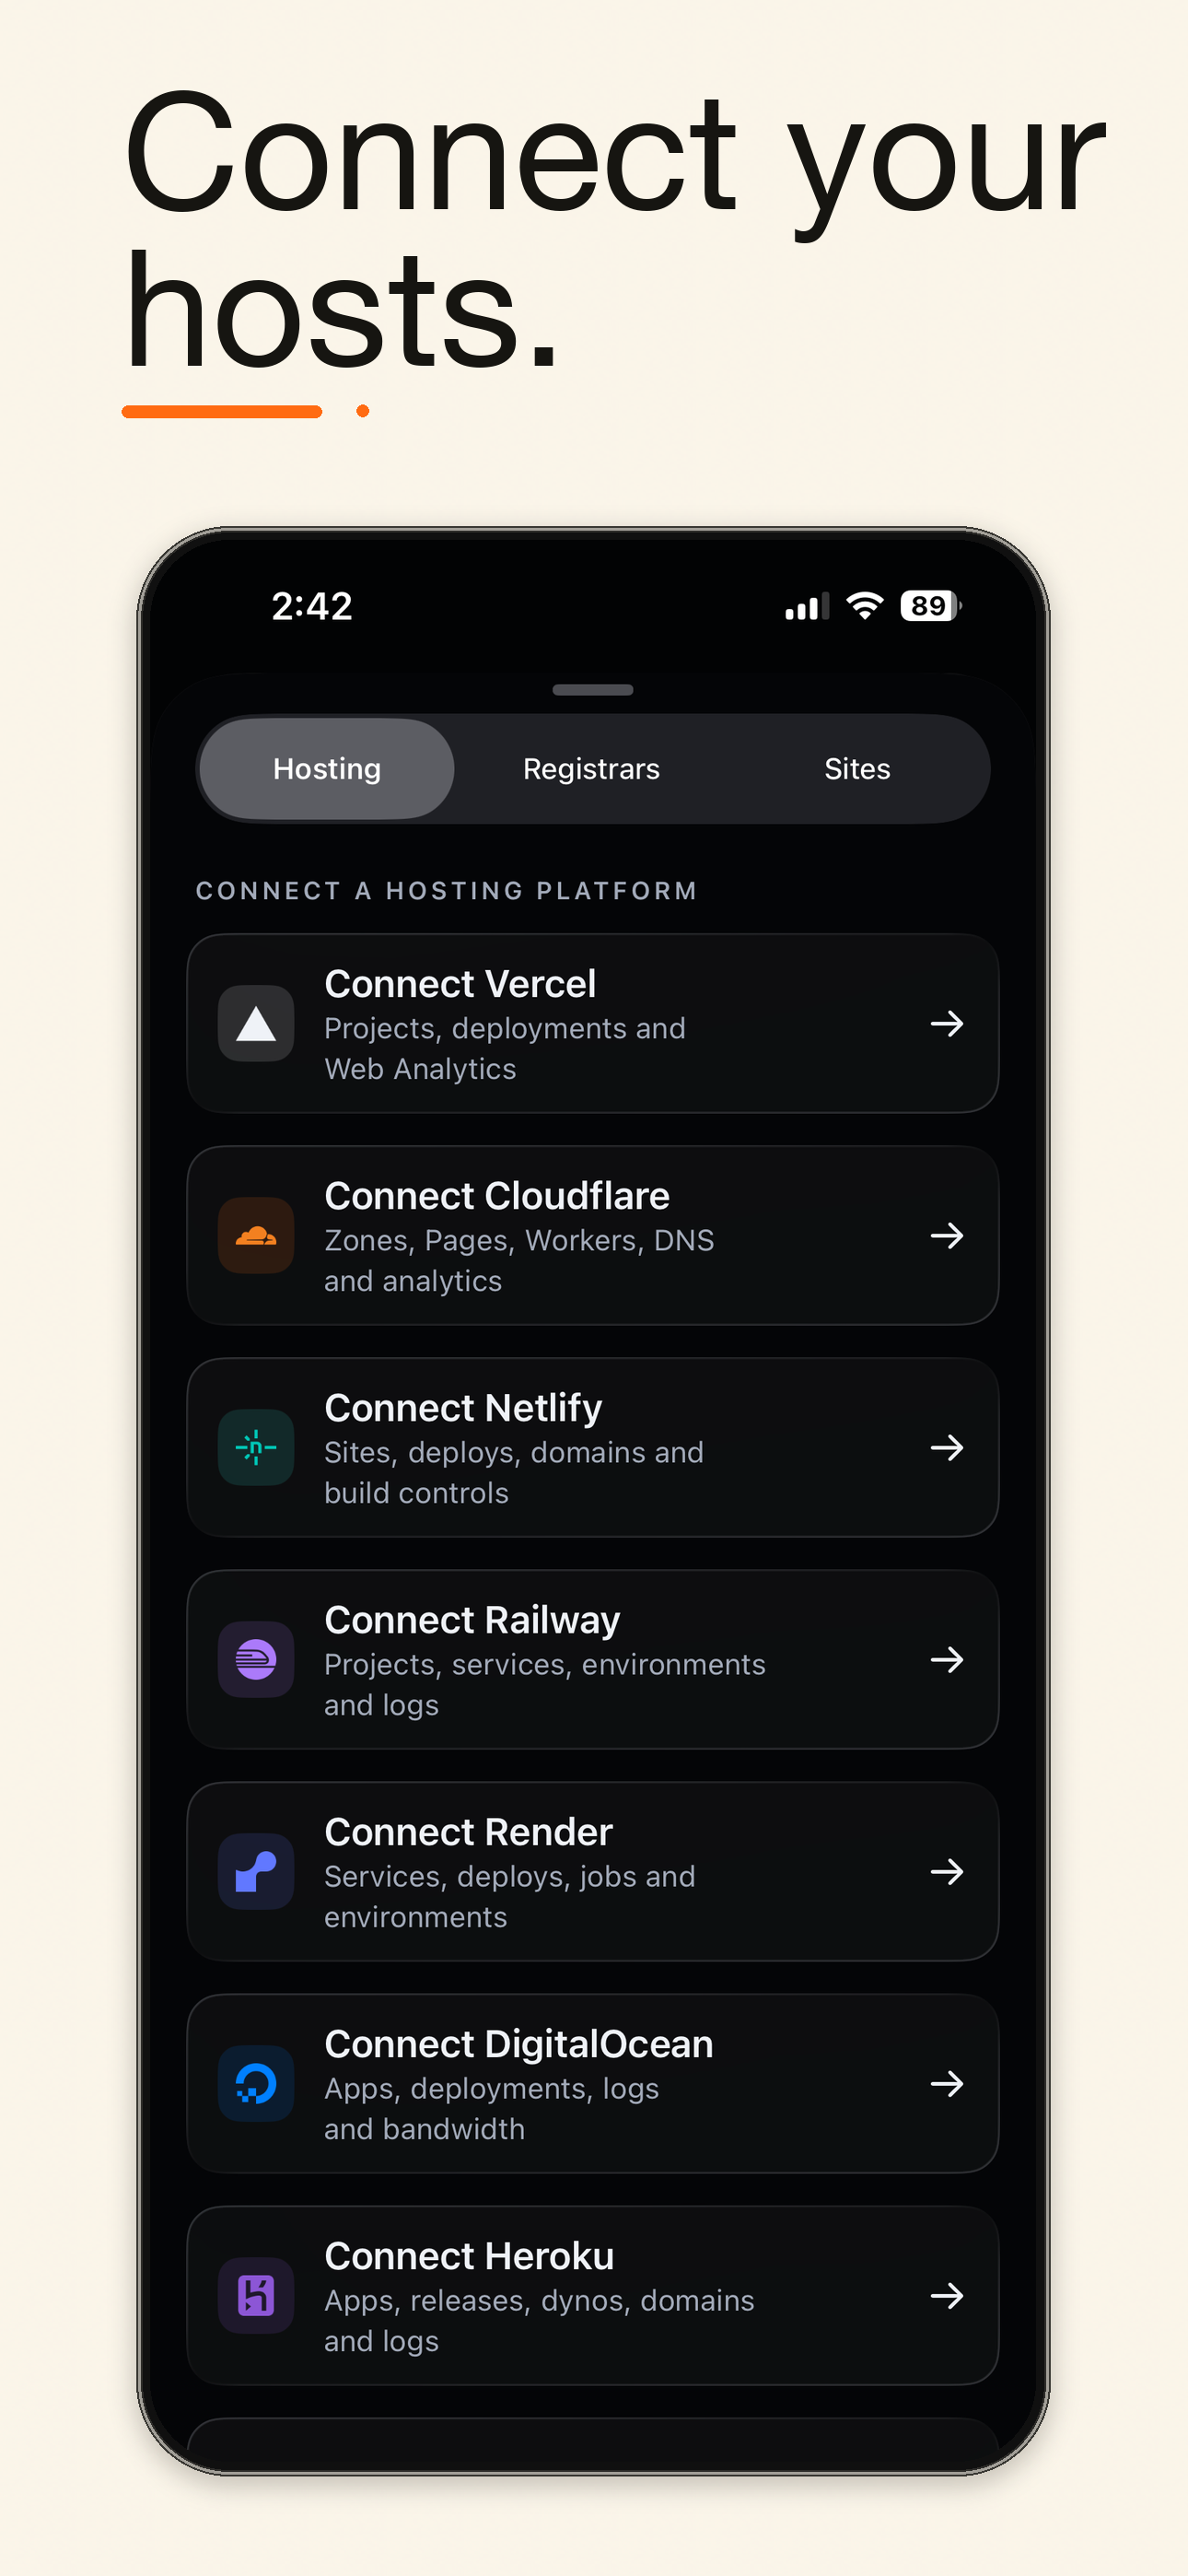 Connect your
hosts.
2:42
89
Hosting
Registrars
Sites
CONNECT A HOSTING PLATFORM
Connect Vercel
Projects, deployments and
Web Analytics
Connect Cloudflare
Zones, Pages, Workers, DNS
and analytics
Connect Netlify
Sites, deploys, domains and
build controls
Connect Railway
Projects, services, environments
and logs
Connect Render
Services, deploys, jobs and
environments
Connect DigitalOcean
Apps, deployments, logs
and bandwidth
Connect Heroku
Apps, releases, dynos, domains
and logs